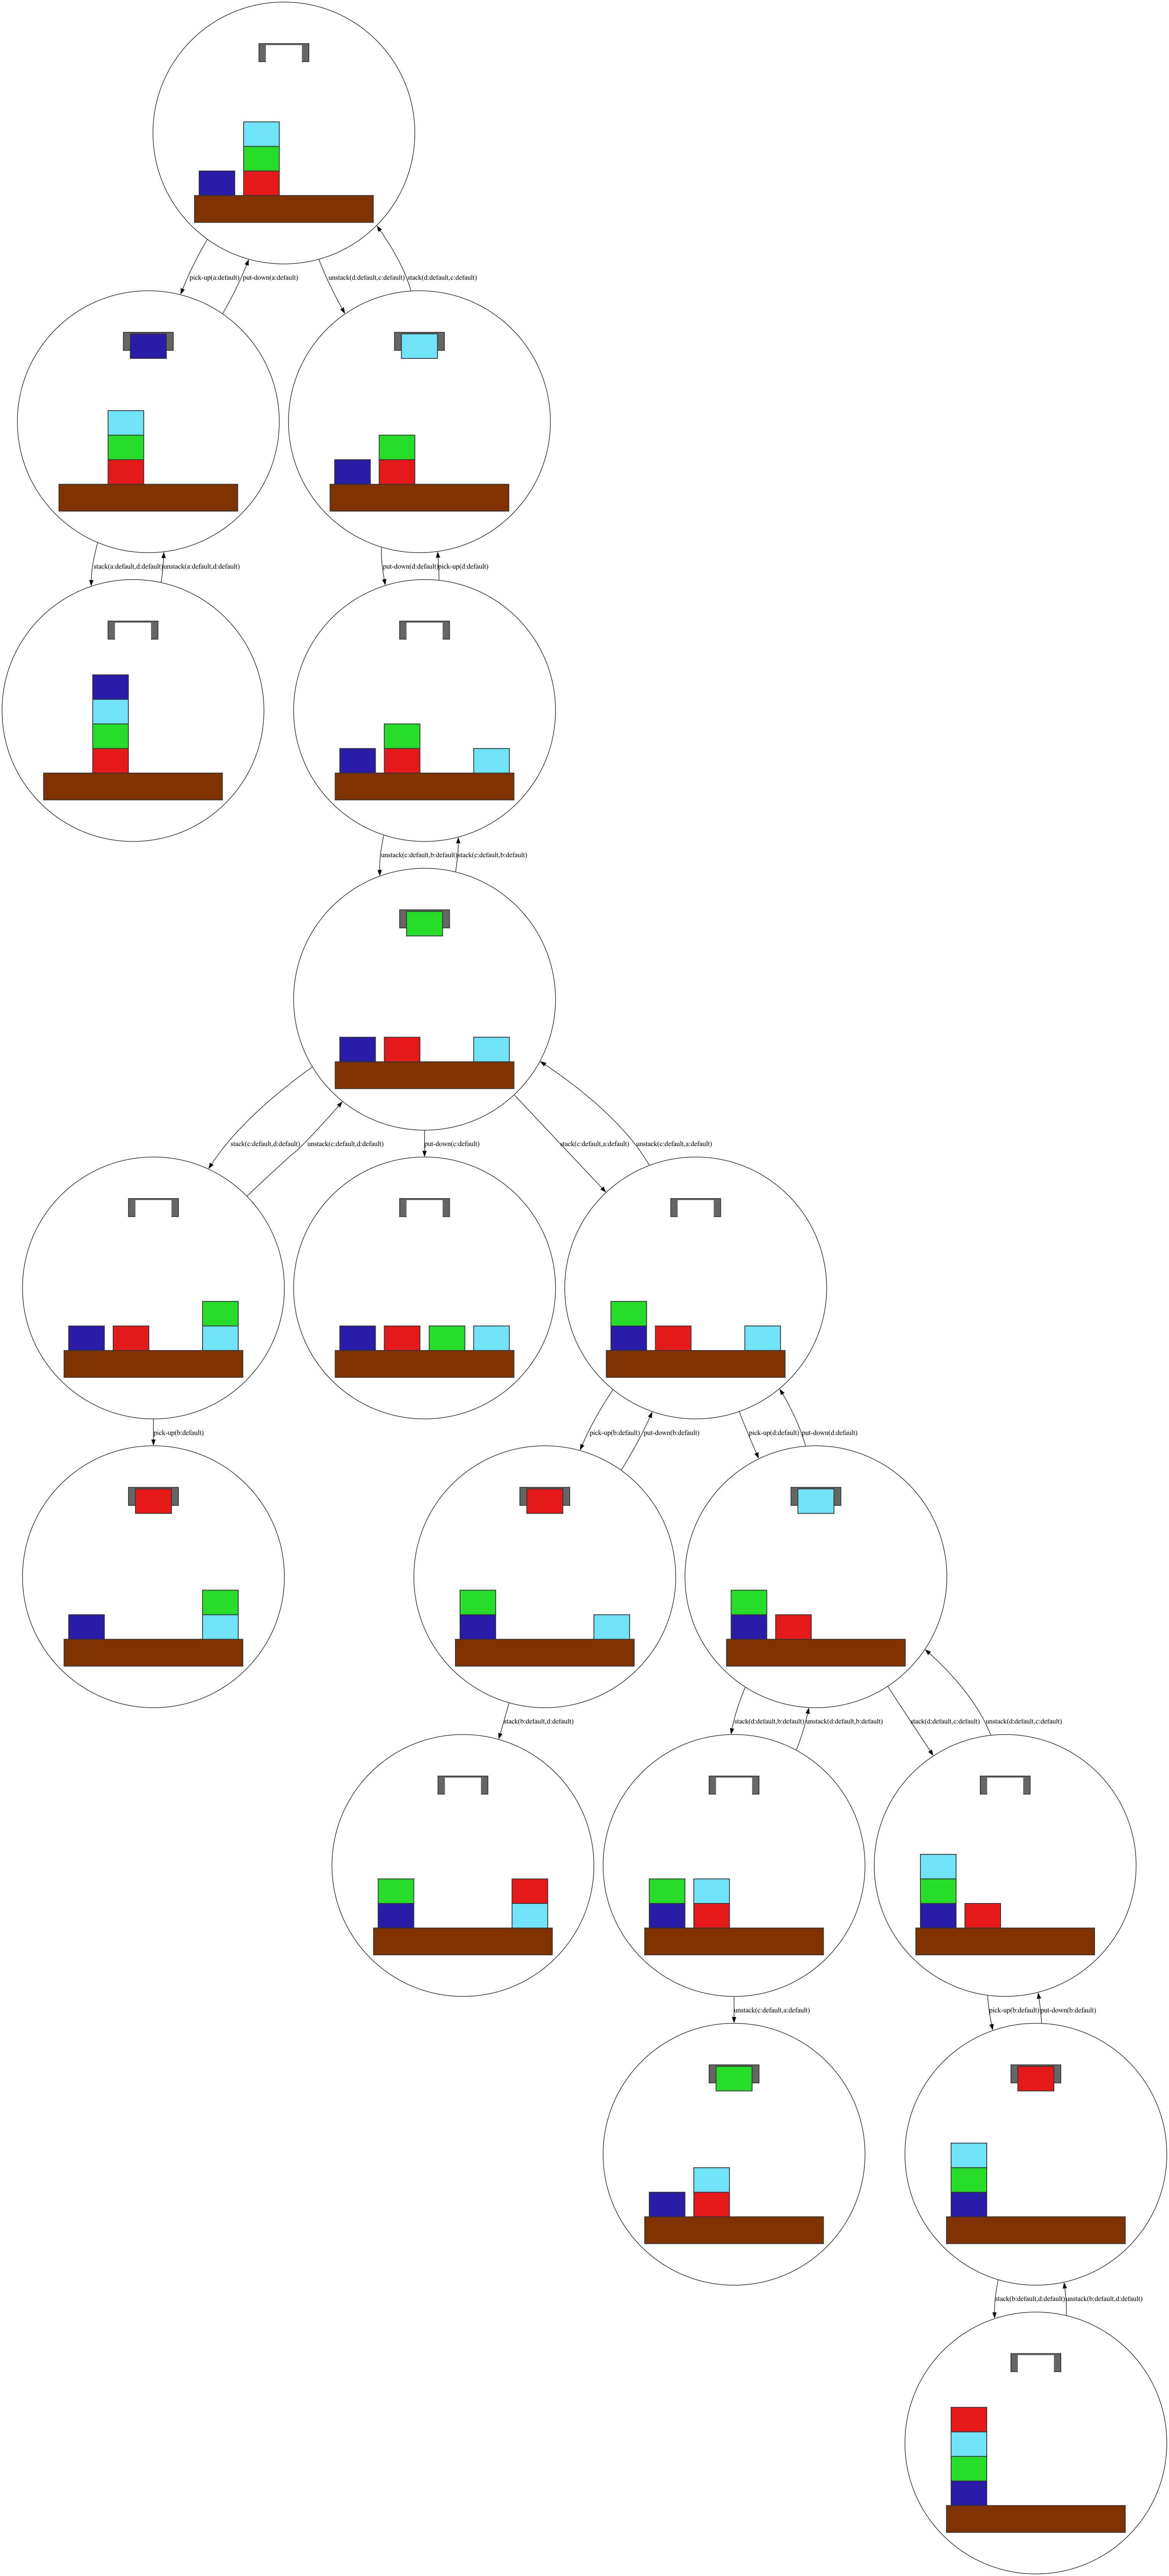 pick-up(a:default)
put-down(a:default)
unstack(d:default,c:default)
stack(d:default,c:default)
stack(a:default,d:default)
unstack(a:default,d:default)
put-down(d:default)
pick-up(d:default)
unstack(c:default,b:default)
stack(c:default,b:default)
stack(c:default,d:default)
unstack(c:default,d:default)
put-down(c:default)
stack(c:default,a:default)
unstack(c:default,a:default)
pick-up(b:default)
pick-up(b:default)
put-down(b:default)
pick-up(d:default)
put-down(d:default)
stack(b:default,d:default)
stack(d:default,b:default)
unstack(d:default,b:default)
stack(d:default,c:default)
unstack(d:default,c:default)
unstack(c:default,a:default)
pick-up(b:default)
put-down(b:default)
stack(b:default,d:default)
unstack(b:default,d:default)